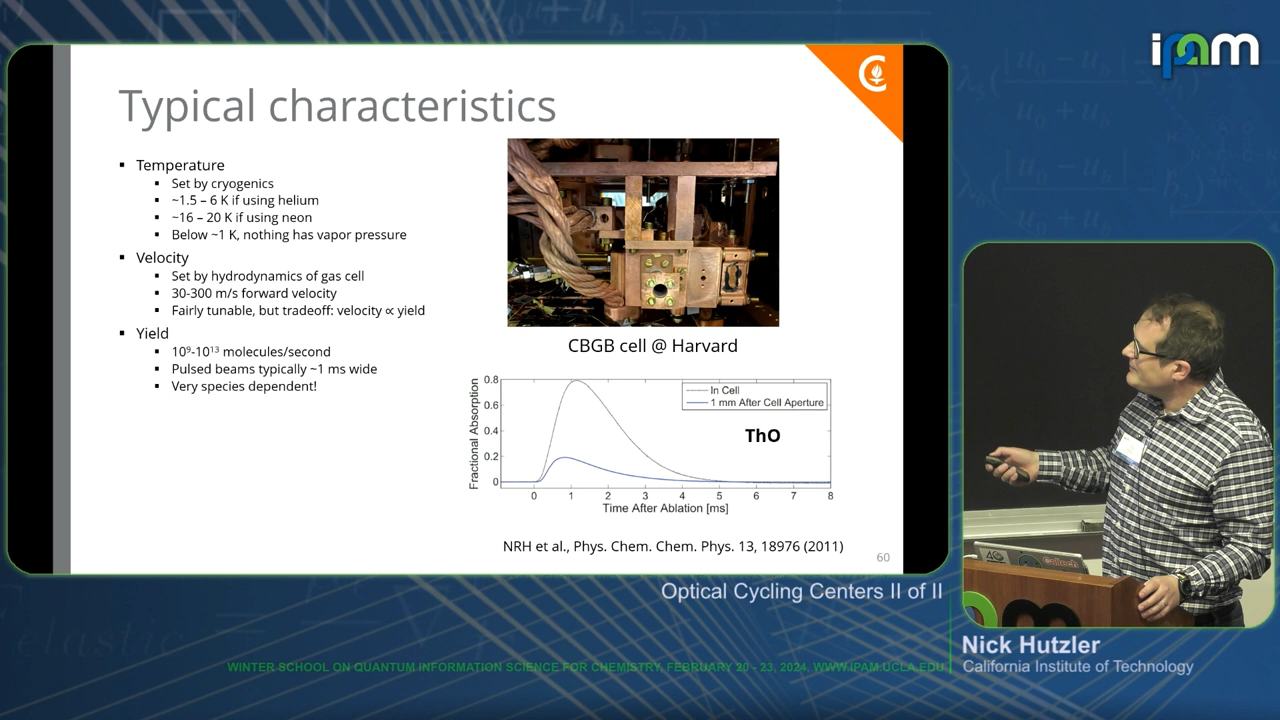 ipam
Typical characteristics
▪ Temperature
▪ Set by cryogenics
▪ ~1.5 – 6 K if using helium
▪ ~16 – 20 K if using neon
▪ Below ~1 K, nothing has vapor pressure
▪ Velocity
▪ Set by hydrodynamics of gas cell
▪ 30-300 m/s forward velocity
▪ Fairly tunable, but tradeoff: velocity ∝ yield
▪ Yield
▪ 10⁹-10¹³ molecules/second
▪ Pulsed beams typically ~1 ms wide
▪ Very species dependent!
CBGB cell @ Harvard
Fractional Absorption
0.8
0.6
0.4
0.2
0
In Cell
1 mm After Cell Aperture
ThO
0 1 2 3 4 5 6 7 8
Time After Ablation [ms]
NRH et al., Phys. Chem. Chem. Phys. 13, 18976 (2011)
60
Caltech
Optical Cycling Centers II of II
Nick Hutzler
California Institute of Technology
WINTER SCHOOL ON QUANTUM INFORMATION SCIENCE FOR CHEMISTRY, FEBRUARY 20 - 23, 2024, WWW.IPAM.UCLA.EDU
elastic